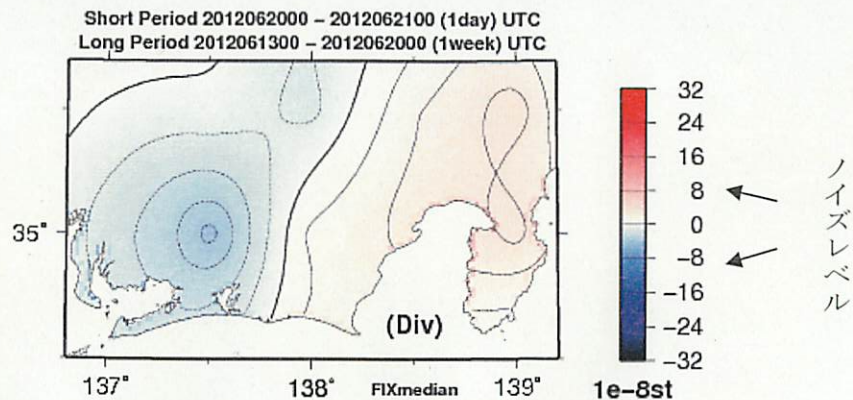 Short Period 2012062000 – 2012062100 (1day) UTC
Long Period 2012061300 – 2012062000 (1week) UTC
35°
137°
138°
139°
(Div)
FIXmedian
32
24
16
8
0
−8
−16
−24
−32
1e−8st
ノイズレベル